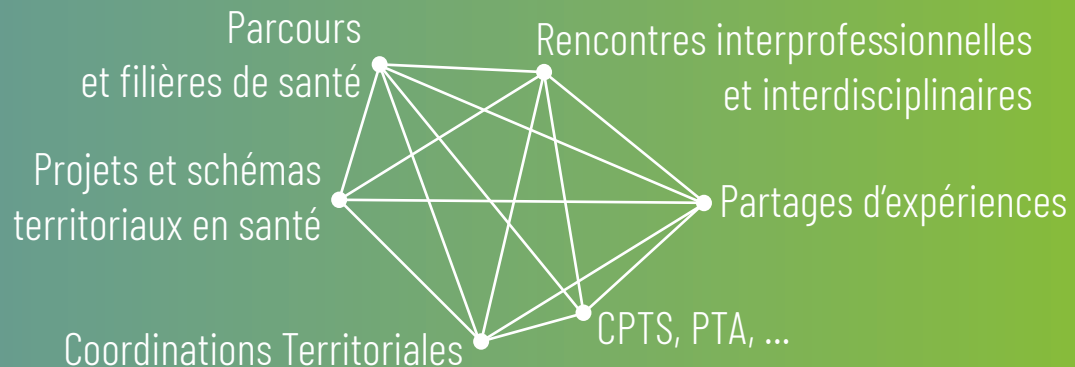 Parcours
et filières de santé
Rencontres interprofessionnelles
et interdisciplinaires
Projets et schémas
territoriaux en santé
Partages d'expériences
Coordinations Territoriales
CPTS, PTA, ...